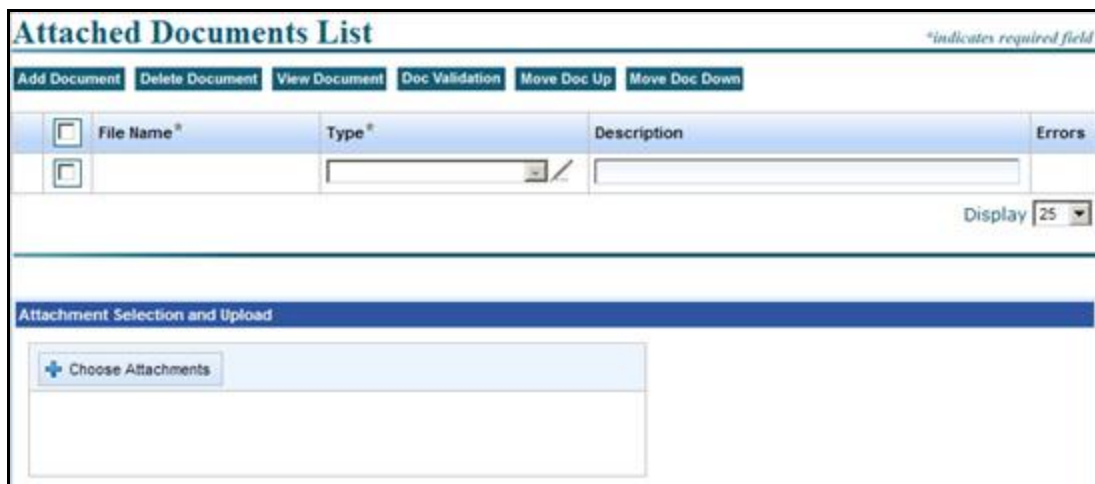 Attached Documents List
*indicates required field
Add Document Delete Document View Document Doc Validation Move Doc Up Move Doc Down
File Name* Type* Description Errors
Display 25
Attachment Selection and Upload
Choose Attachments